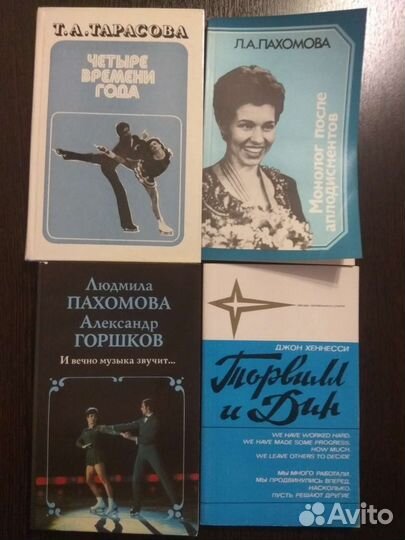 Т.А.ТАРАСОВА
ЧЕТЫРЕ
ВРЕМЕНИ
ГОДА
Л.А.ПАХОМОВА
Монолог после
аплодисментов
Людмила
ПАХОМОВА
Александр
ГОРШКОВ
И вечно музыка звучит...
ДЖОН ХЕННЕССИ
Торвилл
и Дин
WE HAVE WORKED HARD.
WE HAVE MADE SOME PROGRESS.
HOW MUCH,
WE LEAVE OTHERS TO DECIDE
МЫ МНОГО РАБОТАЛИ.
МЫ ПРОДВИНУЛИСЬ ВПЕРЕД.
НАСКОЛЬКО,
ПУСТЬ РЕШАЮТ ДРУГИЕ
Avito